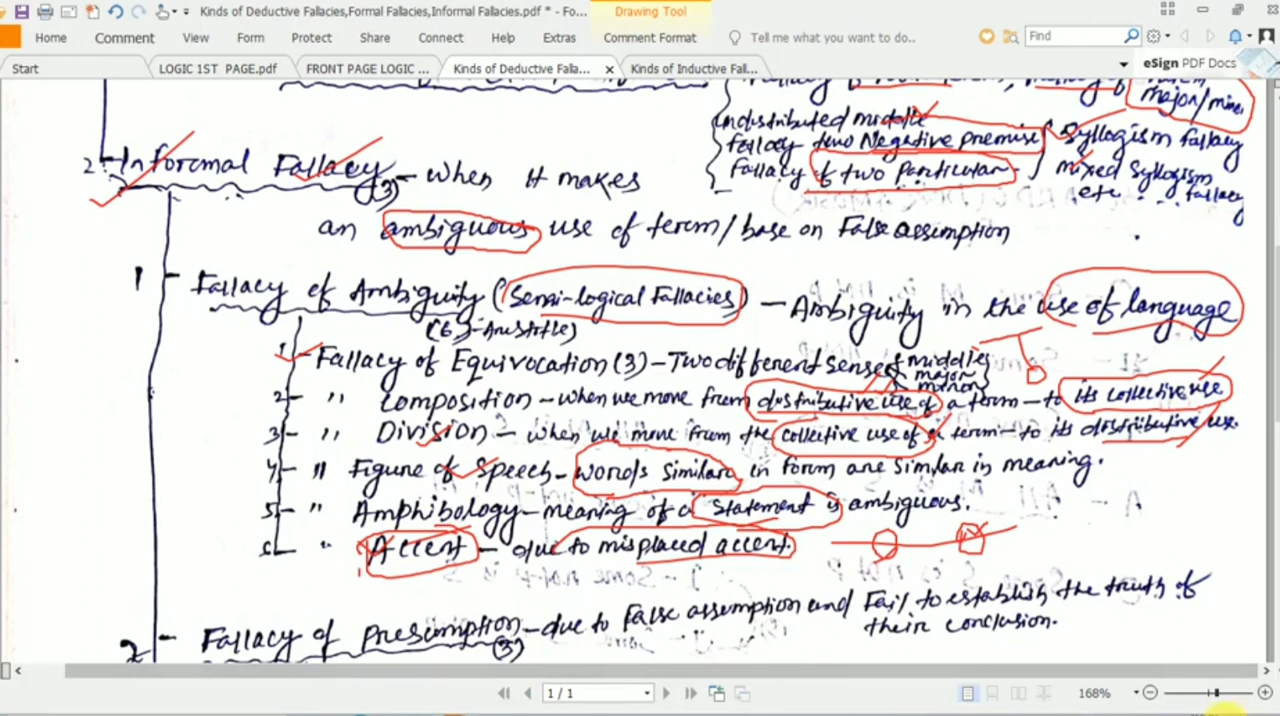 Kinds of Deductive Fallacies,Formal Fallacies,Informal Fallacies.pdf * - Fo...
Drawing Tool
Home Comment View Form Protect Share Connect Help Extras Comment Format Tell me what you want to do.. Find
Start LOGIC 1ST PAGE.pdf FRONT PAGE LOGIC ... Kinds of Deductive Falla... × Kinds of Inductive Fall... eSign PDF Docs
major/minor
undistributed middle
fallacy two Negative premise Syllogism fallacy
Fallacy of two Particular mixed Syllogism
etc . . . fallacy
2- Informal Fallacy - when it makes
(3)
an ambiguous use of term/base on False assumption
1 - Fallacy of Ambiguity (Semi-logical Fallacies) - Ambiguity in the use of language
(6)-Aristotle)
1- Fallacy of Equivocation (3) - Two different Senses middle
major
minor
2- " Composition - when we move from distributive use of a term - to its collective use
3- " Division - when we move from the collective use of a term - to its distributive use.
4- " Figure of Speech - words similar in form are similar in meaning.
5- " Amphibology - meaning of a statement is ambiguous.
6- " Accent - due to misplaced accent.
2 - Fallacy of Presumption - due to False assumption and Fail to establish the truth of
their conclusion.
(3)
1 / 1 168%